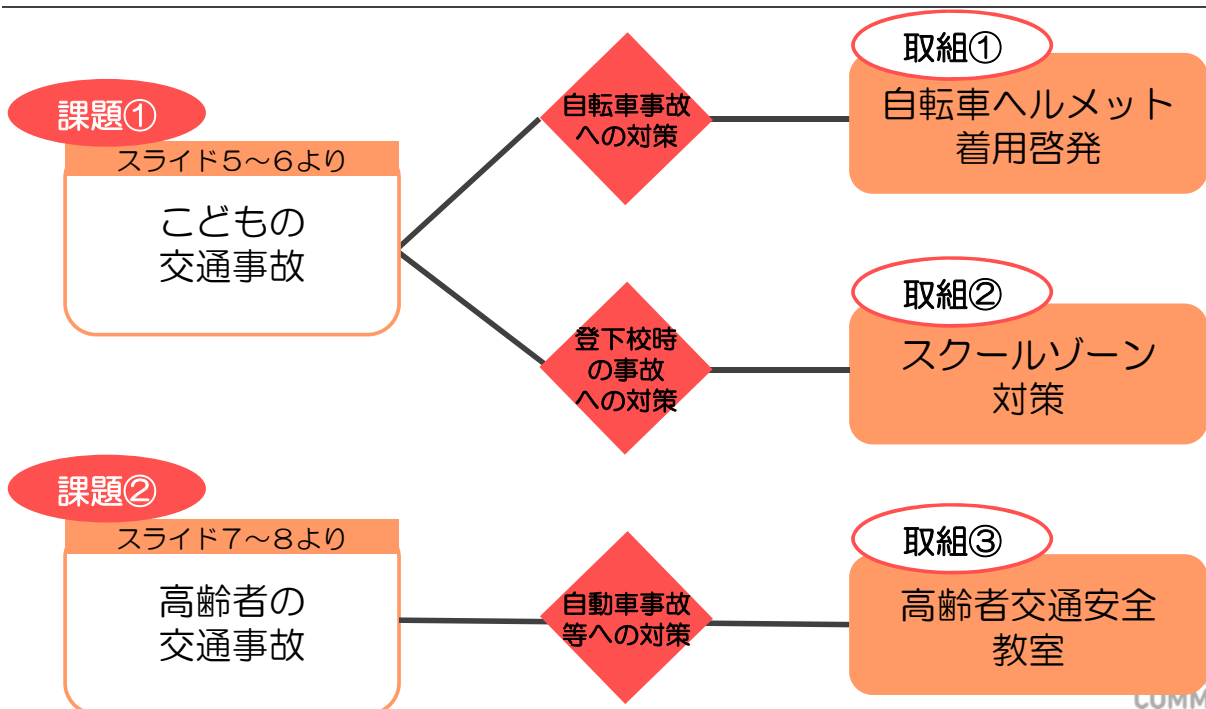 課題①
スライド５～６より
こどもの
交通事故
自転車事故
への対策
取組①
自転車ヘルメット
着用啓発
登下校時
の事故
への対策
取組②
スクールゾーン
対策
課題②
スライド７～８より
高齢者の
交通事故
自動車事故
等への対策
取組③
高齢者交通安全
教室